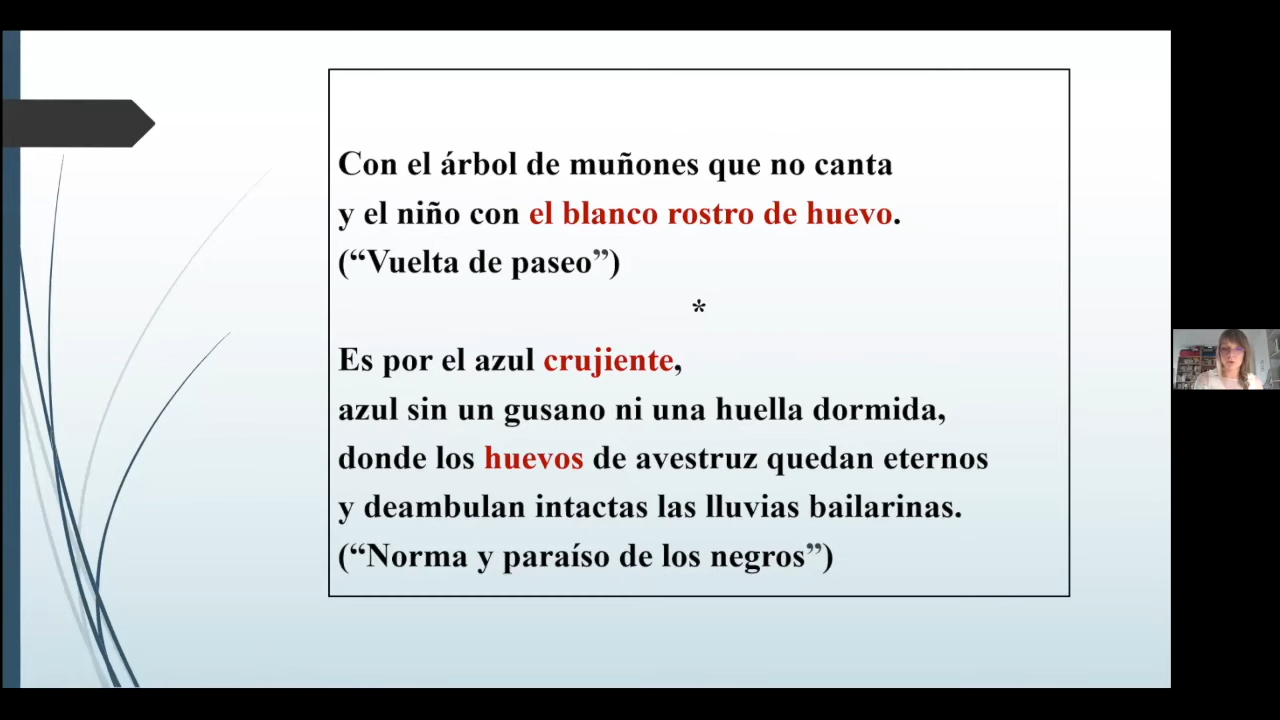 Con el árbol de muñones que no canta
y el niño con el blanco rostro de huevo.
(“Vuelta de paseo”)
*
Es por el azul crujiente,
azul sin un gusano ni una huella dormida,
donde los huevos de avestruz quedan eternos
y deambulan intactas las lluvias bailarinas.
(“Norma y paraíso de los negros”)